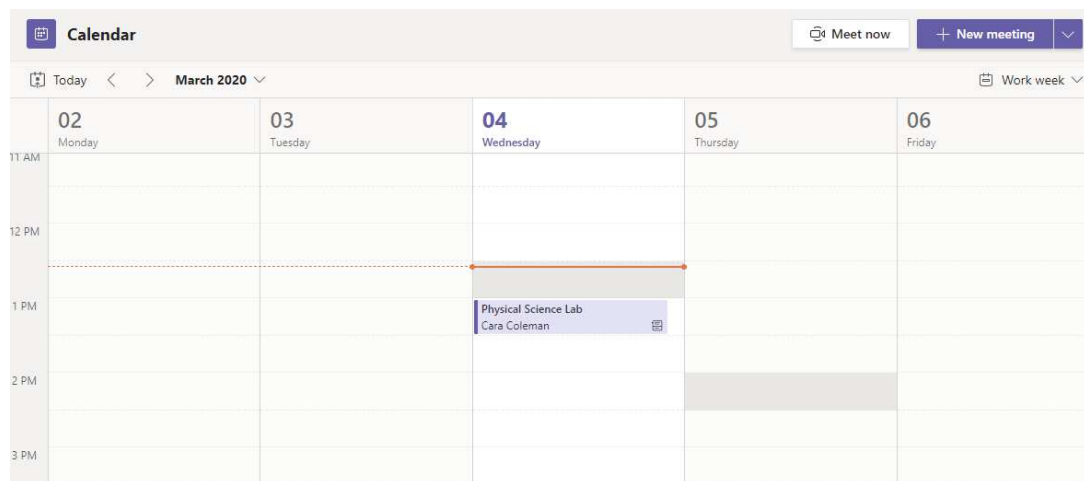 Calendar
Meet now
New meeting
Today
March 2020
Work week
02
03
04
05
06
Monday
Tuesday
Wednesday
Thursday
Friday
11 AM
12 PM
1 PM
Physical Science Lab
Cara Coleman
2 PM
3 PM